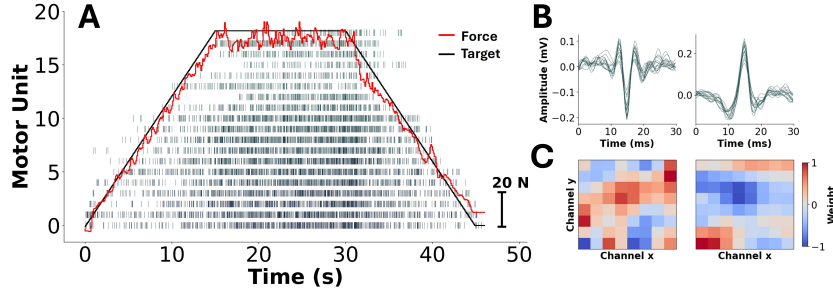 A
Force
Target
Motor Unit
20
15
10
5
0
20 N
0
10
20
30
40
50
Time (s)
B
Amplitude (mV)
0.1
0.0
−0.1
−0.2
0
10
20
30
Time (ms)
0.2
0.0
0
10
20
30
Time (ms)
C
Channel y
Channel x
Channel x
1
0
−1
Weight